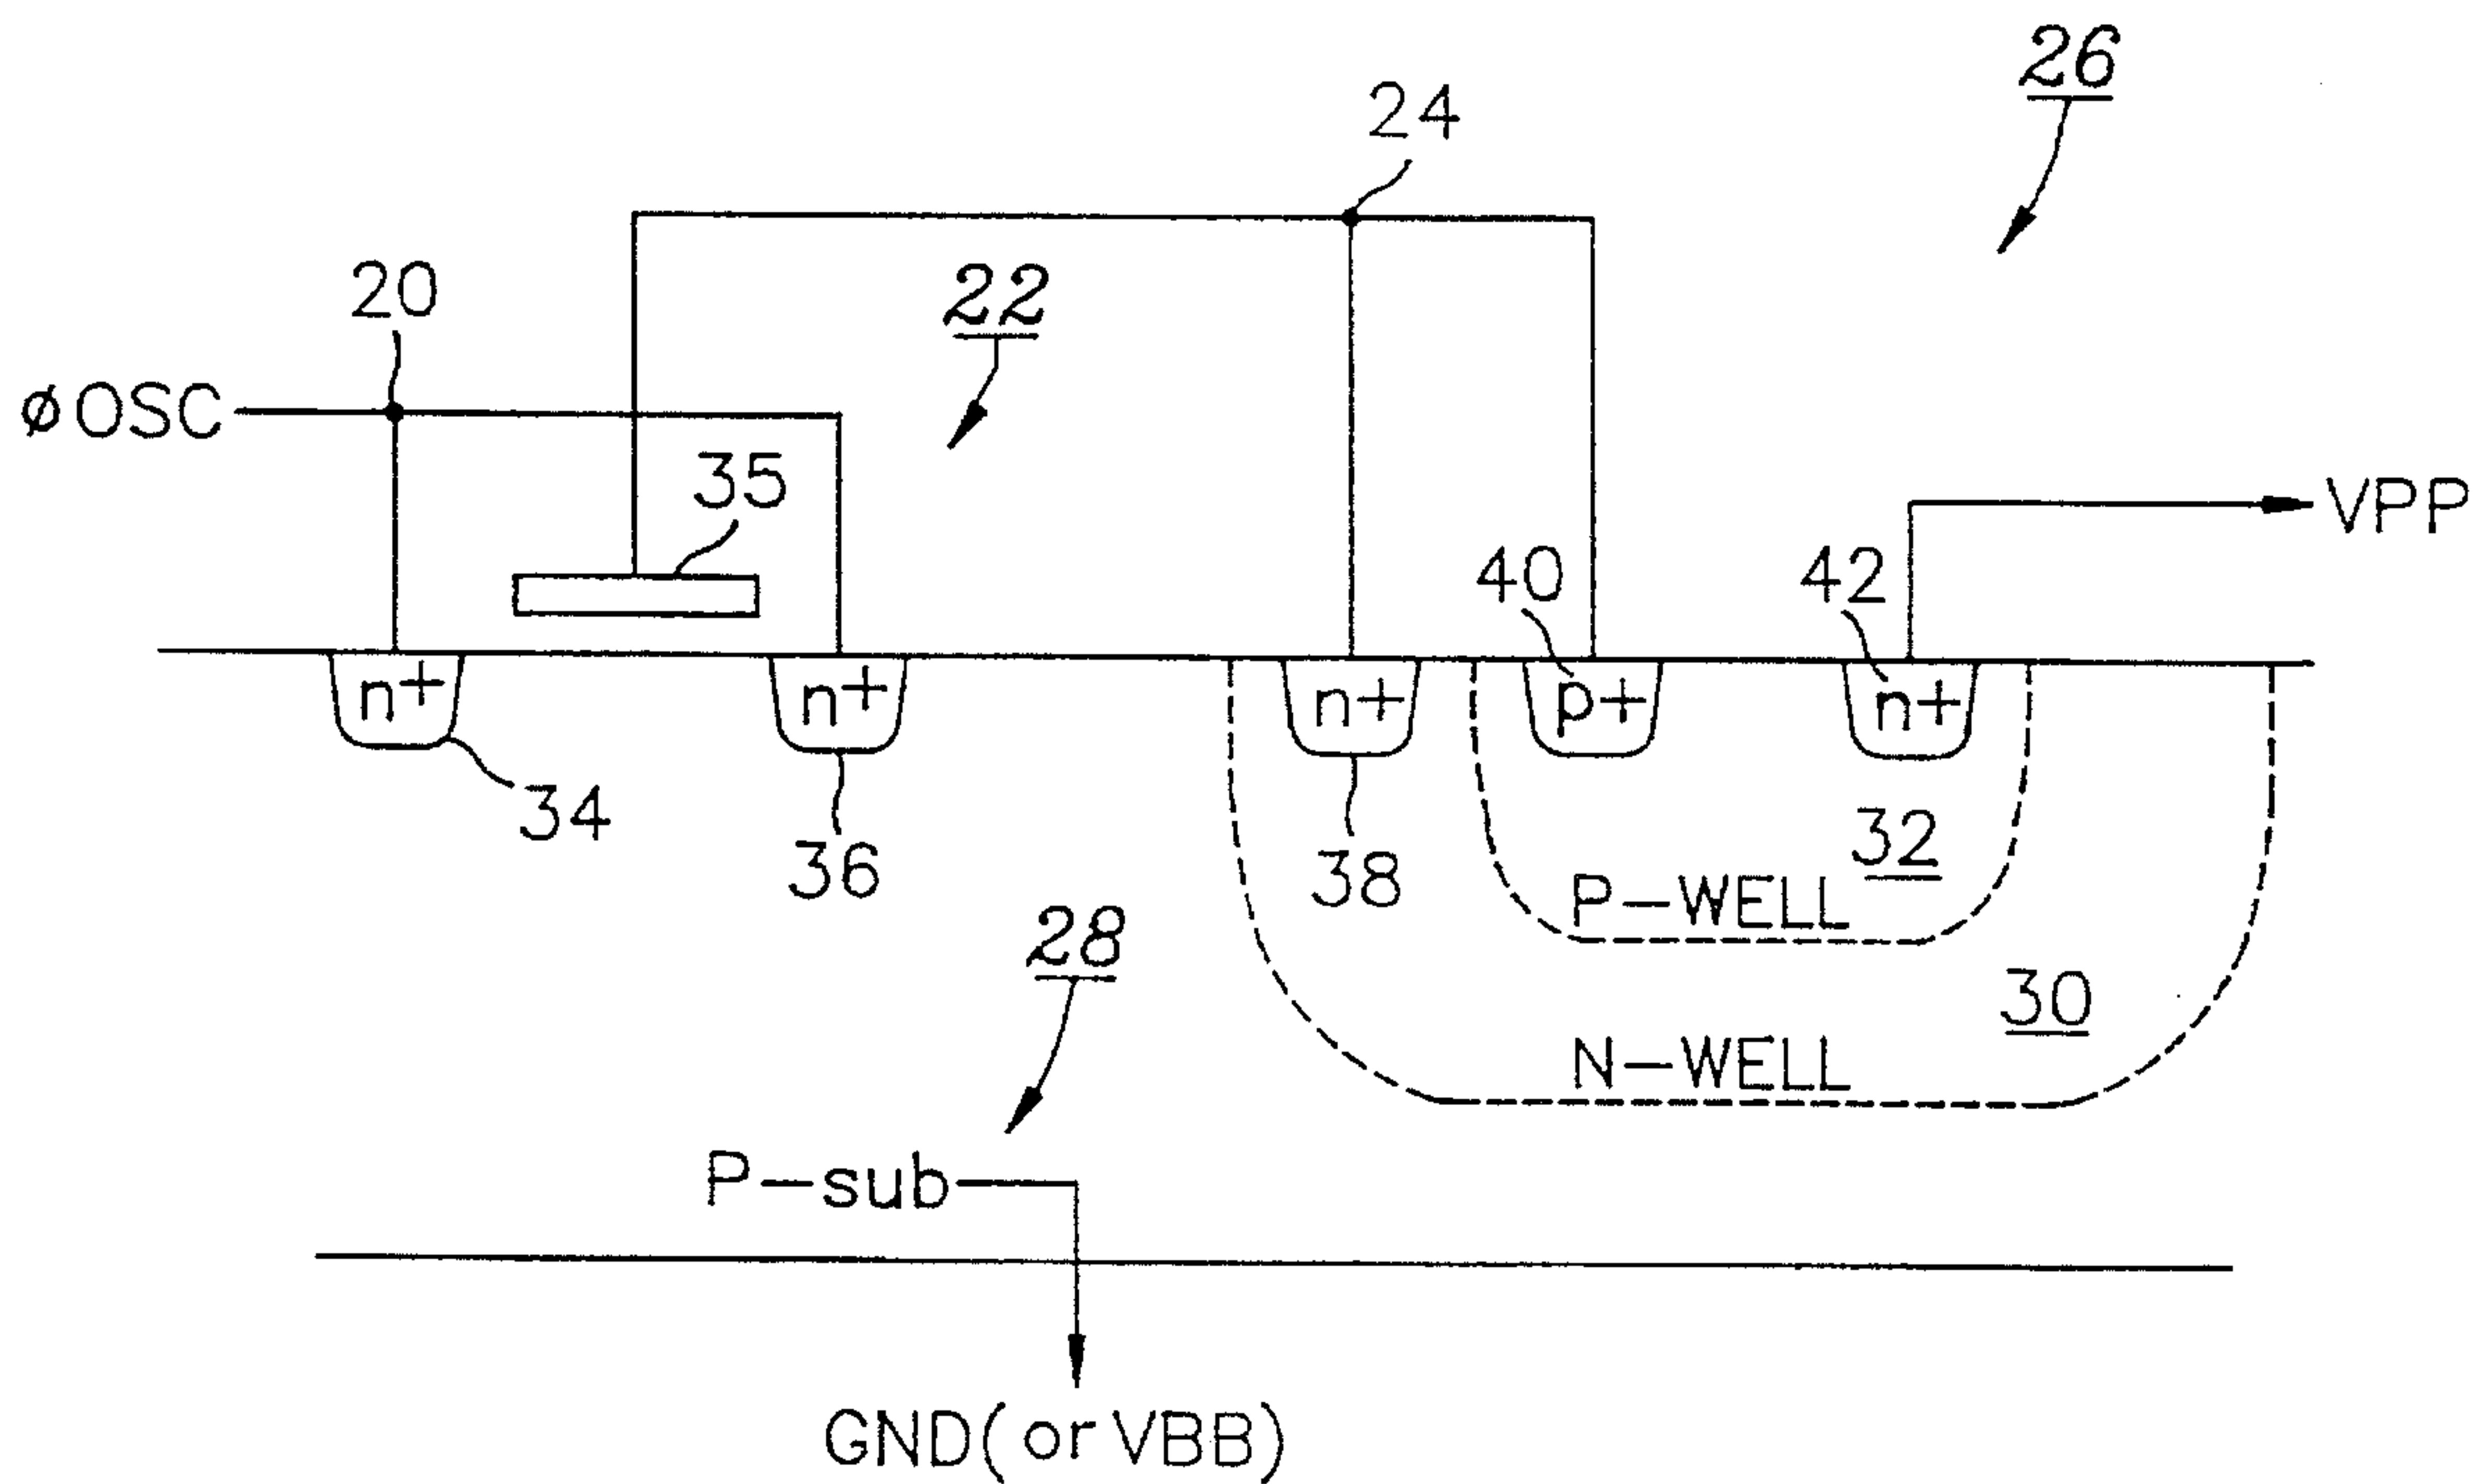 26
24
20
22
øOSC
35
VPP
40
42
n+
n+
n+
p+
n+
34
36
38
32
P-WELL
28
30
N-WELL
P-sub
GND(or VBB)